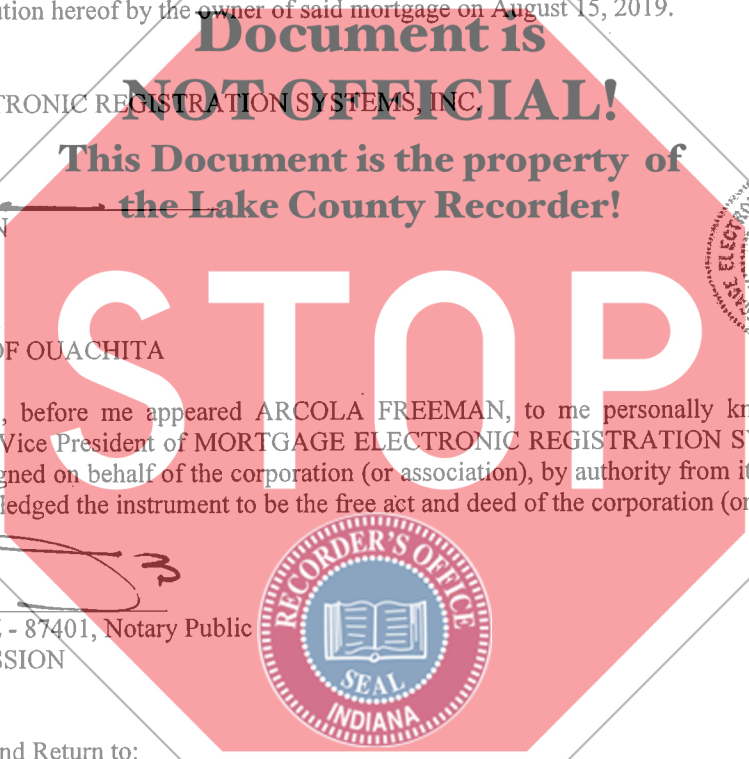 ution hereof by the owner of said mortgage on August 15, 2019.
Document is
NOT OFFICIAL!
TRONIC REGISTRATION SYSTEMS, INC.
This Document is the property of
the Lake County Recorder!
N
GAGE ELECTRO
STOP
OF OUACHITA
, before me appeared ARCOLA FREEMAN, to me personally kn
Vice President of MORTGAGE ELECTRONIC REGISTRATION SY
gned on behalf of the corporation (or association), by authority from it
ledged the instrument to be the free act and deed of the corporation (or
- 87401, Notary Public
SSION
RECORDER'S OFFICE
SEAL
INDIANA
nd Return to: